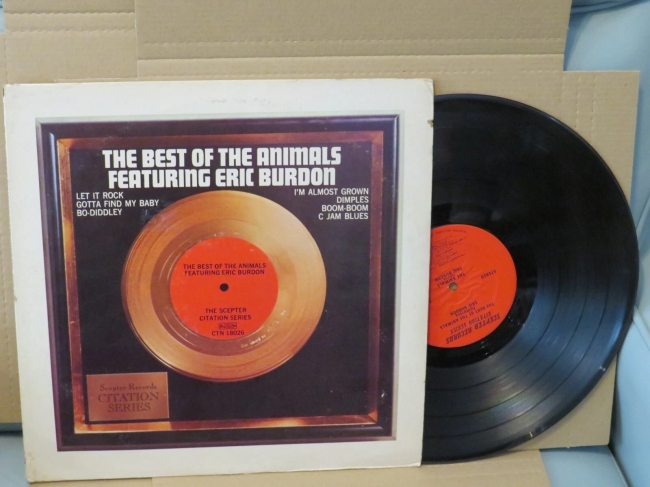 THE BEST OF THE ANIMALS
FEATURING ERIC BURDON
LET IT ROCK
GOTTA FIND MY BABY
BO-DIDDLEY
I'M ALMOST GROWN
DIMPLES
BOOM-BOOM
C JAM BLUES
THE BEST OF THE ANIMALS
FEATURING ERIC BURDON
THE SCEPTER
CITATION SERIES
CTN 18026
Scepter Records
CITATION
SERIES
SCEPTER RECORDS
CITATION SERIES